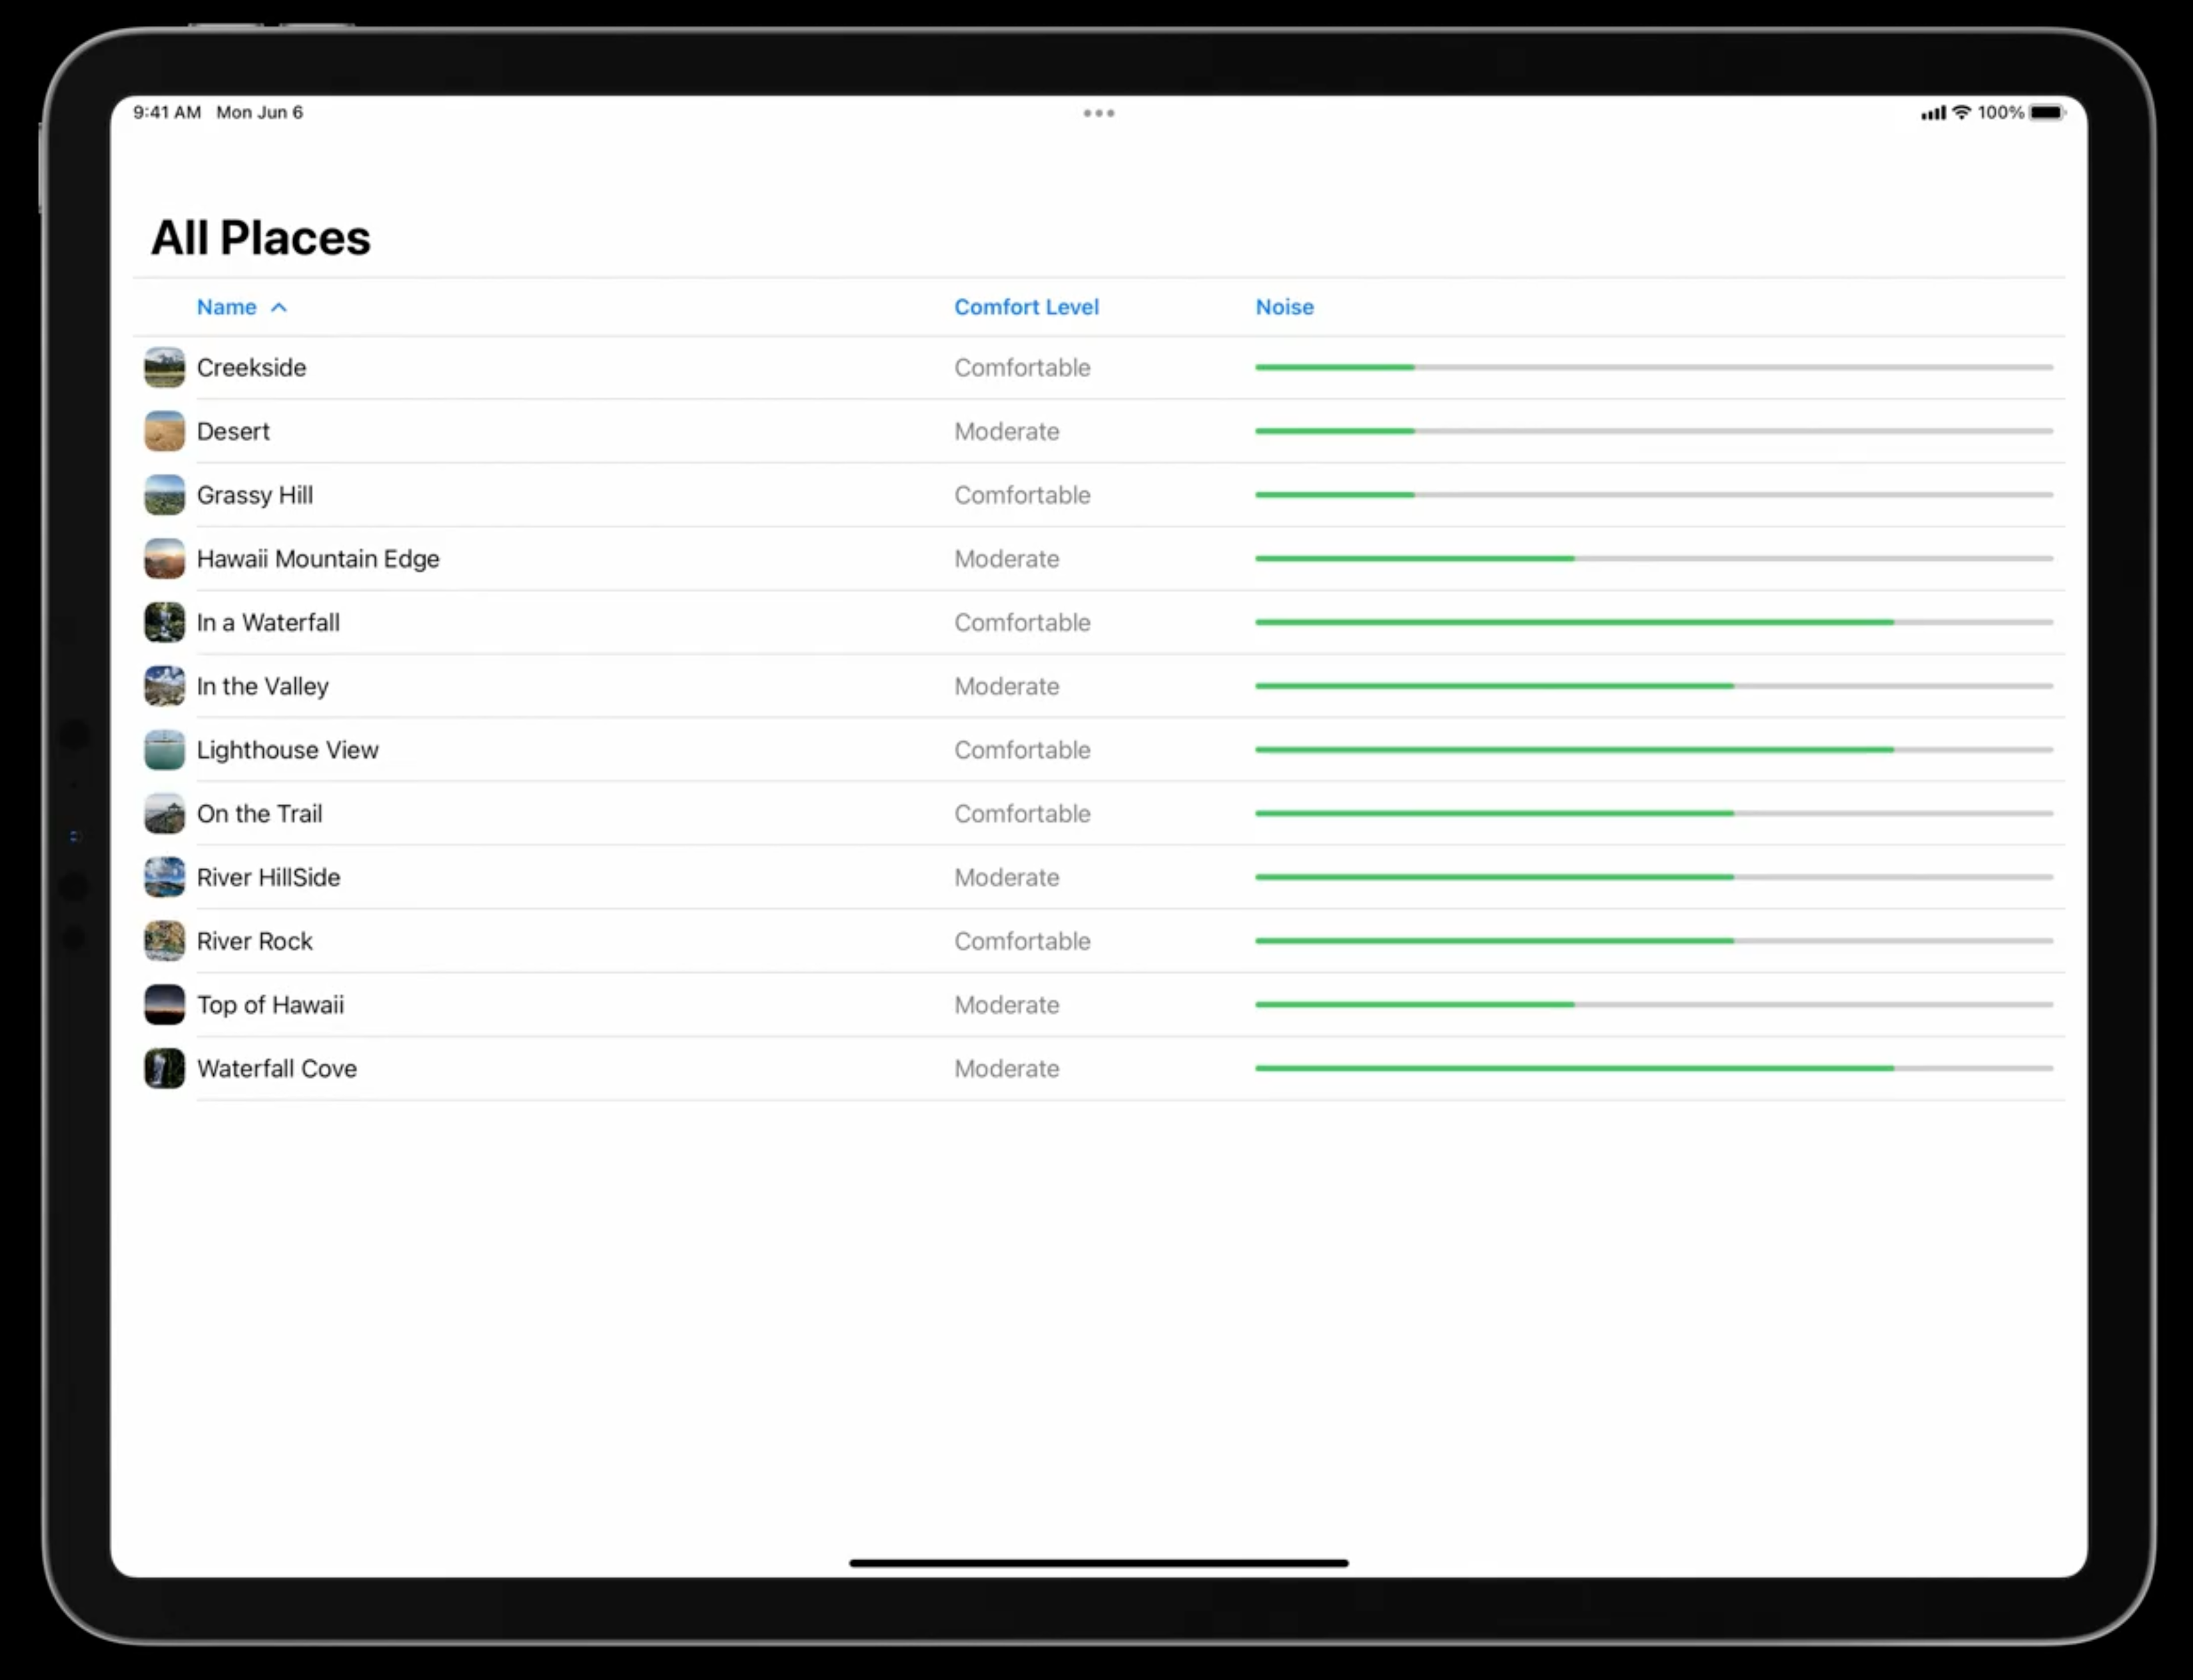 9:41 AM Mon Jun 6 100%
All Places
Name Comfort Level Noise
Creekside Comfortable
Desert Moderate
Grassy Hill Comfortable
Hawaii Mountain Edge Moderate
In a Waterfall Comfortable
In the Valley Moderate
Lighthouse View Comfortable
On the Trail Comfortable
River HillSide Moderate
River Rock Comfortable
Top of Hawaii Moderate
Waterfall Cove Moderate